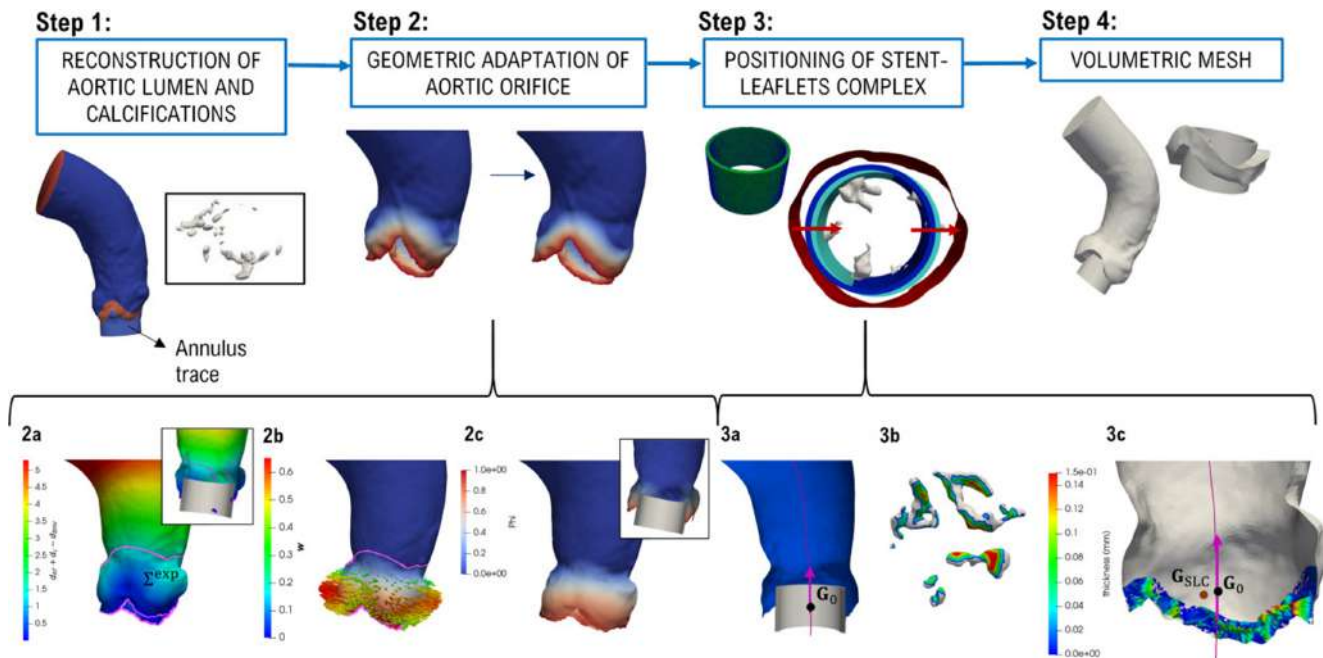 Step 1:
Step 2:
Step 3:
Step 4:
RECONSTRUCTION OF
AORTIC LUMEN AND
CALCIFICATIONS
GEOMETRIC ADAPTATION OF
AORTIC ORIFICE
POSITIONING OF STENT-
LEAFLETS COMPLEX
VOLUMETRIC MESH
Annulus
trace
2a
5
4.5
4
3.5
3
2.5
2
1.5
1
0.5
0
Σexp
2b
0.6
0.5
0.4
0.3
0.2
0.1
0
w
2c
1.0e+00
0.8
0.6
0.4
0.2
0.0e+00
Phi
3a
G0
3b
3c
1.5e-01
0.14
0.12
0.10
0.08
0.06
0.04
0.02
0.0e+00
thickness (mm)
GSLC
G0